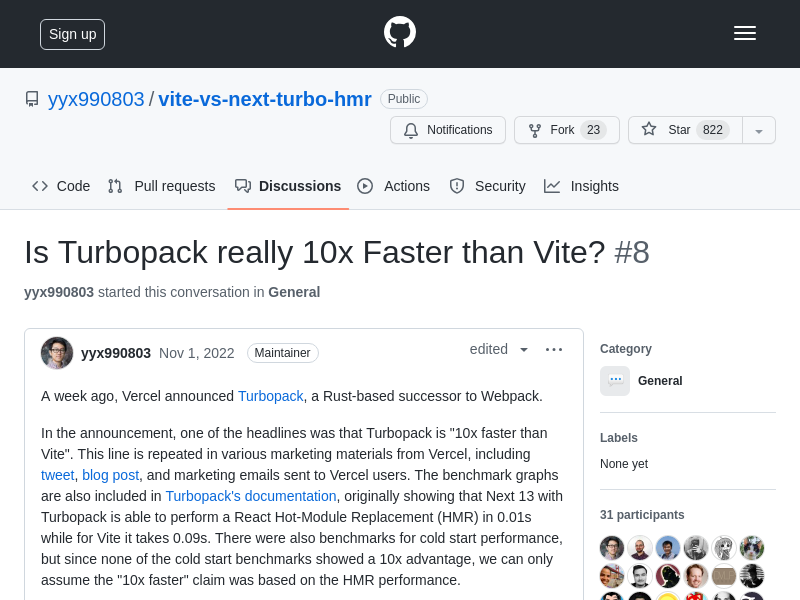 Sign up
yyx990803 / vite-vs-next-turbo-hmr Public
Notifications Fork 23 Star 822
Code Pull requests Discussions Actions Security Insights
Is Turbopack really 10x Faster than Vite? #8
yyx990803 started this conversation in General
yyx990803 Nov 1, 2022 Maintainer edited
A week ago, Vercel announced Turbopack, a Rust-based successor to Webpack.
In the announcement, one of the headlines was that Turbopack is "10x faster than
Vite". This line is repeated in various marketing materials from Vercel, including
tweet, blog post, and marketing emails sent to Vercel users. The benchmark graphs
are also included in Turbopack's documentation, originally showing that Next 13 with
Turbopack is able to perform a React Hot-Module Replacement (HMR) in 0.01s
while for Vite it takes 0.09s. There were also benchmarks for cold start performance,
but since none of the cold start benchmarks showed a 10x advantage, we can only
assume the "10x faster" claim was based on the HMR performance.
Category
General
Labels
None yet
31 participants